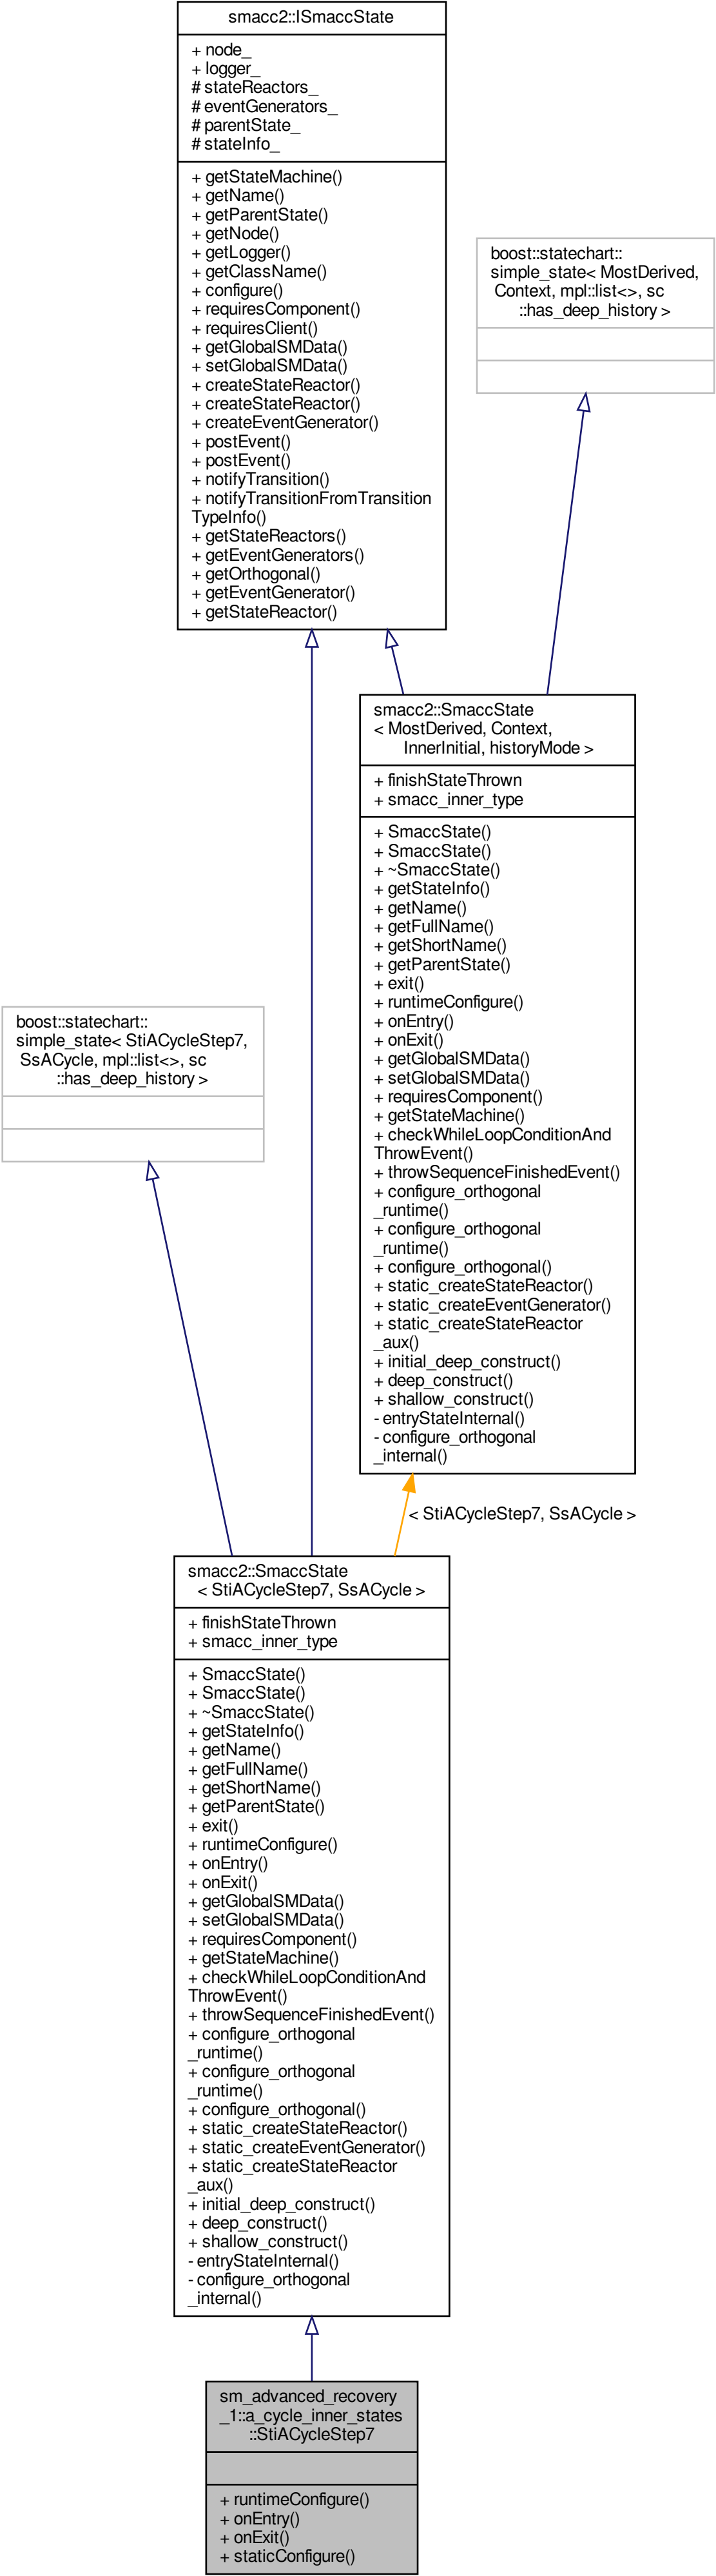 smacc2::ISmaccState
+ node_
+ logger_
# stateReactors_
# eventGenerators_
# parentState_
# stateInfo_
+ getStateMachine()
+ getName()
+ getParentState()
+ getNode()
+ getLogger()
+ getClassName()
+ configure()
+ requiresComponent()
+ requiresClient()
+ getGlobalSMData()
+ setGlobalSMData()
+ createStateReactor()
+ createStateReactor()
+ createEventGenerator()
+ postEvent()
+ postEvent()
+ notifyTransition()
+ notifyTransitionFromTransition
TypeInfo()
+ getStateReactors()
+ getEventGenerators()
+ getOrthogonal()
+ getEventGenerator()
+ getStateReactor()
boost::statechart::
simple_state< MostDerived,
Context, mpl::list<>, sc
::has_deep_history >
smacc2::SmaccState
< MostDerived, Context,
InnerInitial, historyMode >
+ finishStateThrown
+ smacc_inner_type
+ SmaccState()
+ SmaccState()
+ ~SmaccState()
+ getStateInfo()
+ getName()
+ getFullName()
+ getShortName()
+ getParentState()
+ exit()
+ runtimeConfigure()
+ onEntry()
+ onExit()
+ getGlobalSMData()
+ setGlobalSMData()
+ requiresComponent()
+ getStateMachine()
+ checkWhileLoopConditionAnd
ThrowEvent()
+ throwSequenceFinishedEvent()
+ configure_orthogonal
_runtime()
+ configure_orthogonal
_runtime()
+ configure_orthogonal()
+ static_createStateReactor()
+ static_createEventGenerator()
+ static_createStateReactor
_aux()
+ initial_deep_construct()
+ deep_construct()
+ shallow_construct()
- entryStateInternal()
- configure_orthogonal
_internal()
boost::statechart::
simple_state< StiACycleStep7,
SsACycle, mpl::list<>, sc
::has_deep_history >
< StiACycleStep7, SsACycle >
smacc2::SmaccState
< StiACycleStep7, SsACycle >
+ finishStateThrown
+ smacc_inner_type
+ SmaccState()
+ SmaccState()
+ ~SmaccState()
+ getStateInfo()
+ getName()
+ getFullName()
+ getShortName()
+ getParentState()
+ exit()
+ runtimeConfigure()
+ onEntry()
+ onExit()
+ getGlobalSMData()
+ setGlobalSMData()
+ requiresComponent()
+ getStateMachine()
+ checkWhileLoopConditionAnd
ThrowEvent()
+ throwSequenceFinishedEvent()
+ configure_orthogonal
_runtime()
+ configure_orthogonal
_runtime()
+ configure_orthogonal()
+ static_createStateReactor()
+ static_createEventGenerator()
+ static_createStateReactor
_aux()
+ initial_deep_construct()
+ deep_construct()
+ shallow_construct()
- entryStateInternal()
- configure_orthogonal
_internal()
sm_advanced_recovery
_1::a_cycle_inner_states
::StiACycleStep7
+ runtimeConfigure()
+ onEntry()
+ onExit()
+ staticConfigure()